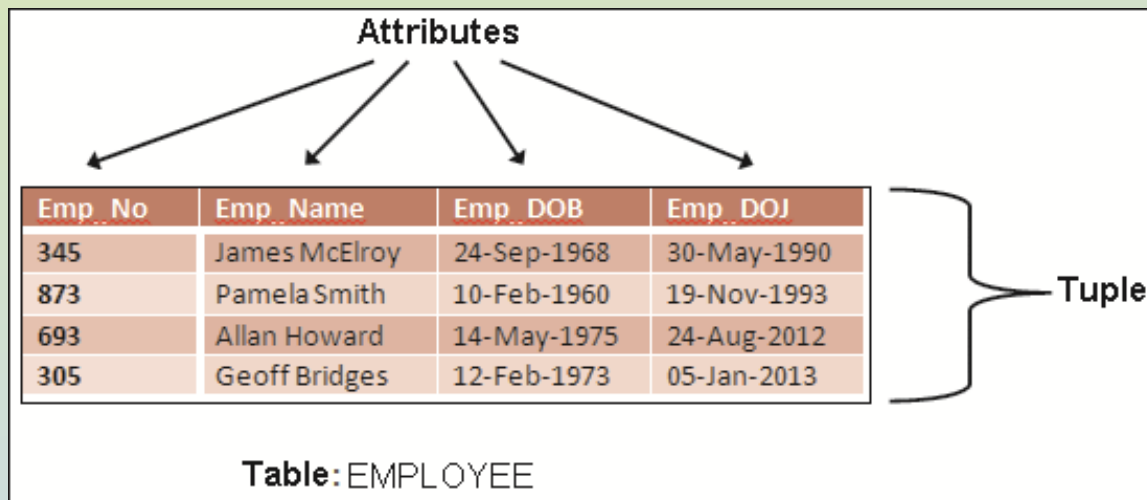 Attributes
Emp_No Emp_Name Emp_DOB Emp_DOJ
345 James McElroy 24-Sep-1968 30-May-1990
873 Pamela Smith 10-Feb-1960 19-Nov-1993
Tuple
693 Allan Howard 14-May-1975 24-Aug-2012
305 Geoff Bridges 12-Feb-1973 05-Jan-2013
Table: EMPLOYEE